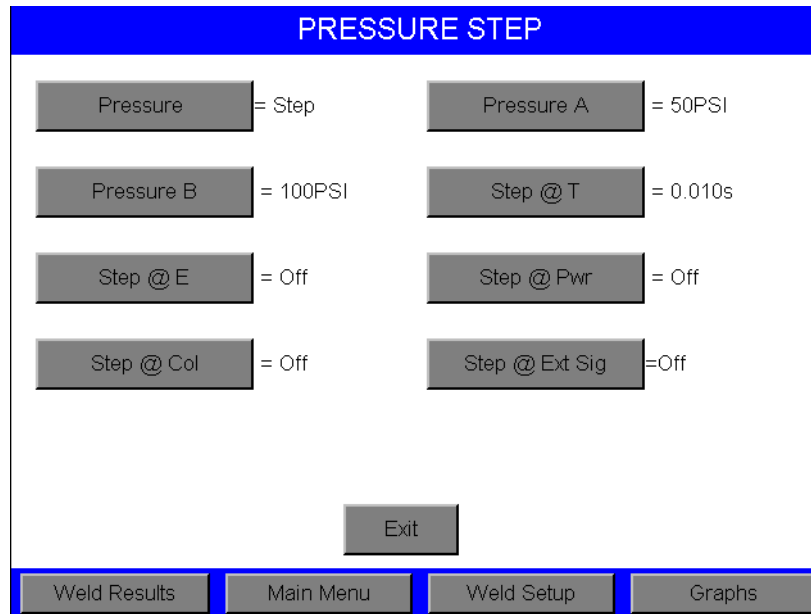 PRESSURE STEP
Pressure = Step Pressure A = 50PSI
Pressure B = 100PSI Step @ T = 0.010s
Step @ E = Off Step @ Pwr = Off
Step @ Col = Off Step @ Ext Sig =Off
Exit
Weld Results Main Menu Weld Setup Graphs